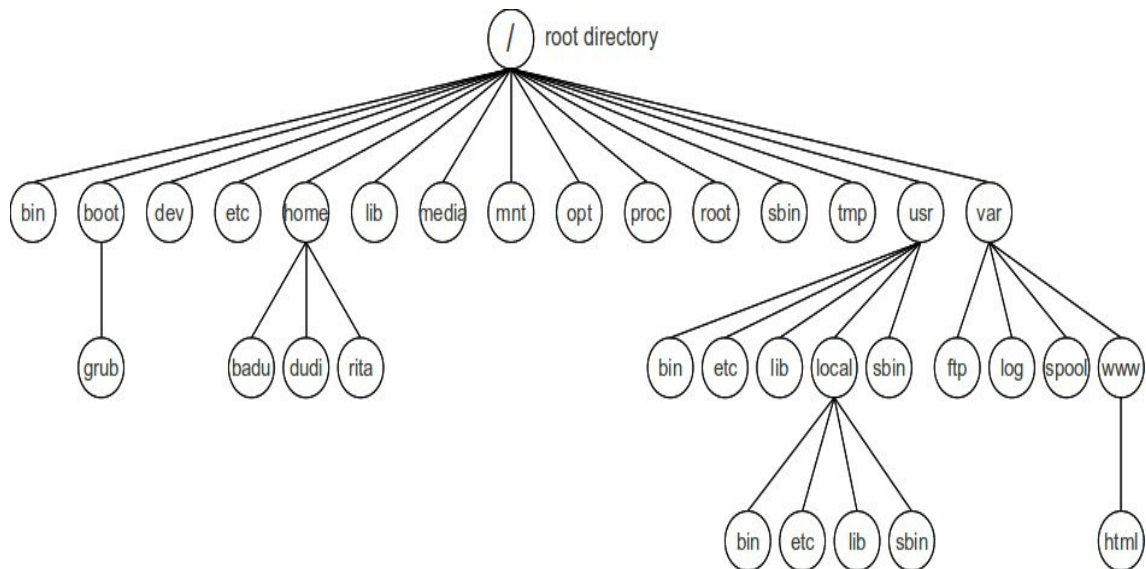 / root directory
bin boot dev etc home lib media mnt opt proc root sbin tmp usr var
grub badu dudi rita bin etc lib local sbin ftp log spool www
bin etc lib sbin html